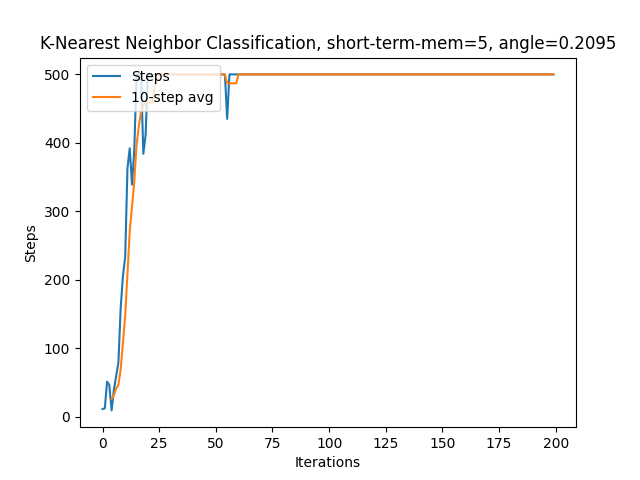 K-Nearest Neighbor Classification, short-term-mem=5, angle=0.2095
Steps
10-step avg
500
400
300
200
100
0
Steps
0 25 50 75 100 125 150 175 200
Iterations